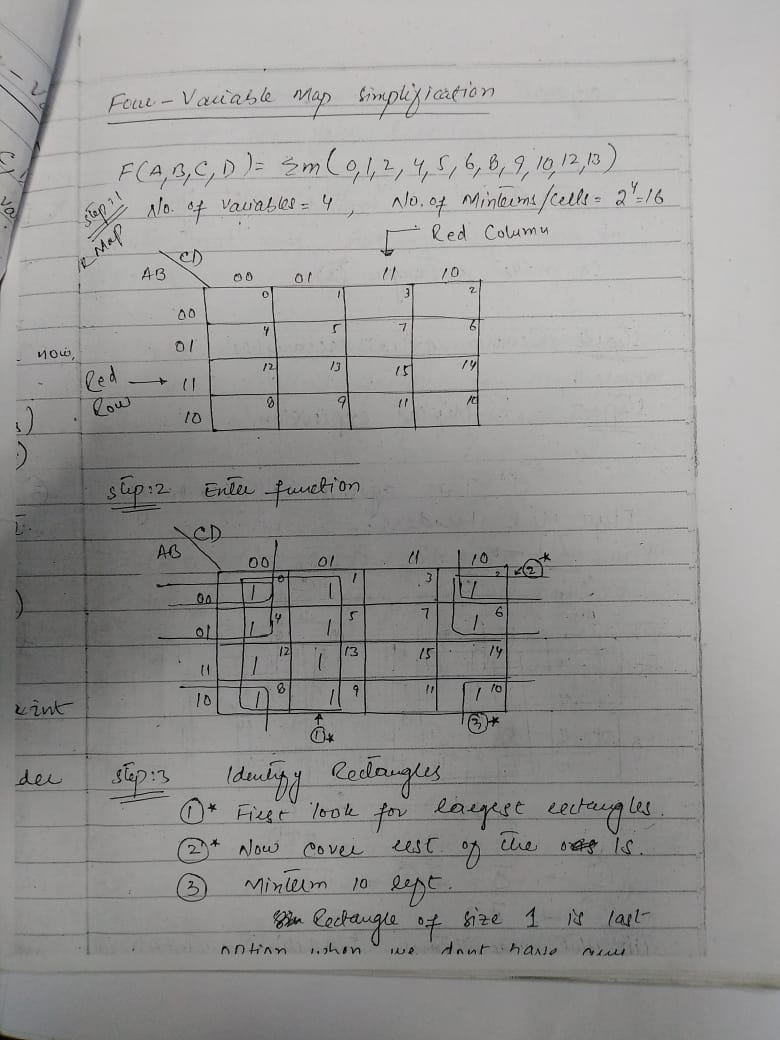 Four-Variable Map Simplification
F(A,B,C,D) = Σm(0,1,2,4,5,6,8,9,10,12,13)
Step:1 No. of Variables = 4, No. of Minterms/Cells = 2⁴=16
K Map
Red Column
AB CD 00 01 11 10
00 0 1 3 2
01 4 5 7 6
Red Row → 11 12 13 15 14
10 8 9 11 10
now,
Step:2 Enter function
AB CD 00 01 11 10 ②*
00 1 0 1 1 3 1 2
01 1 4 1 5 7 1 6
11 1 12 1 13 15 14
10 1 8 1 9 11 1 10
①* ③*
Step:3 Identify Rectangles
①* First look for largest rectangles.
②* Now cover rest of the 1s.
③ Minterm 10 left.
Rectangle of size 1 is last
option when we dont have any